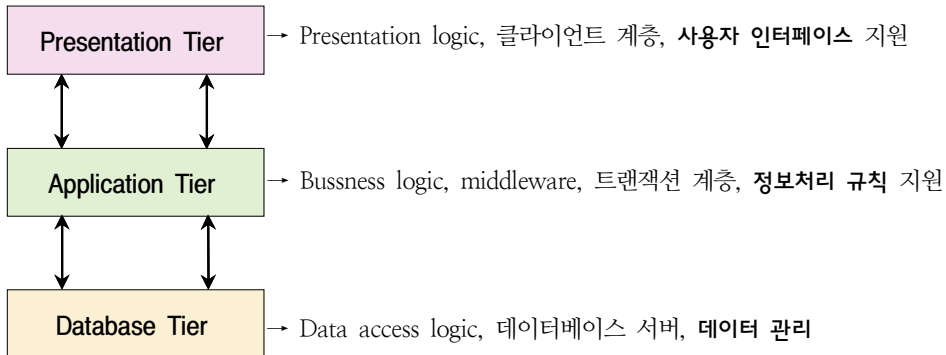 Presentation Tier → Presentation logic, 클라이언트 계층, 사용자 인터페이스 지원
Application Tier → Bussness logic, middleware, 트랜잭션 계층, 정보처리 규칙 지원
Database Tier → Data access logic, 데이터베이스 서버, 데이터 관리